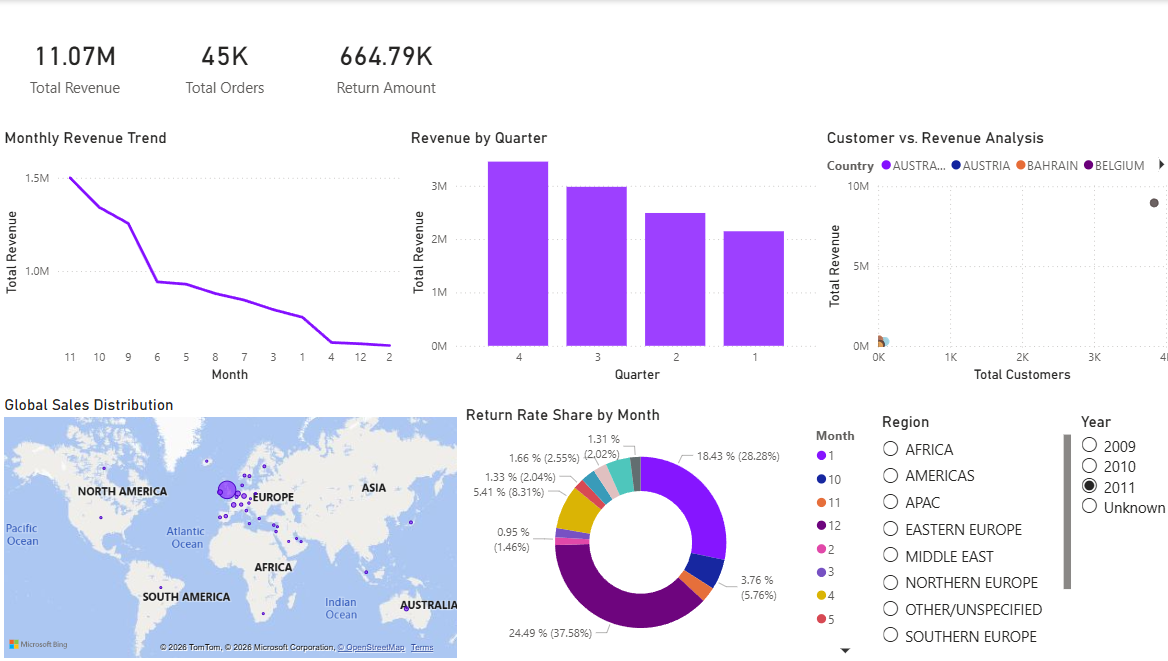 11.07M
Total Revenue
45K
Total Orders
664.79K
Return Amount
Monthly Revenue Trend
Total Revenue
1.5M
1.0M
11 10 9 6 5 8 7 3 1 4 12 2
Month
Revenue by Quarter
Total Revenue
3M
2M
1M
0M
4 3 2 1
Quarter
Customer vs. Revenue Analysis
Country AUSTRA... AUSTRIA BAHRAIN BELGIUM
Total Revenue
10M
5M
0M
0K 1K 2K 3K
Total Customers
Global Sales Distribution
NORTH AMERICA
EUROPE
ASIA
Pacific
Ocean
Atlantic
Ocean
AFRICA
SOUTH AMERICA
Indian
Ocean
AUSTRALIA
Microsoft Bing
© 2026 TomTom, © 2026 Microsoft Corporation, © OpenStreetMap Terms
Return Rate Share by Month
1.31 %
(2.02%)
1.66 % (2.55%)
1.33 % (2.04%)
5.41 % (8.31%)
0.95 %
(1.46%)
24.49 % (37.58%)
18.43 % (28.28%)
3.76 %
(5.76%)
Month
1
10
11
12
2
3
4
5
Region
AFRICA
AMERICAS
APAC
EASTERN EUROPE
MIDDLE EAST
NORTHERN EUROPE
OTHER/UNSPECIFIED
SOUTHERN EUROPE
Year
2009
2010
2011
Unknown